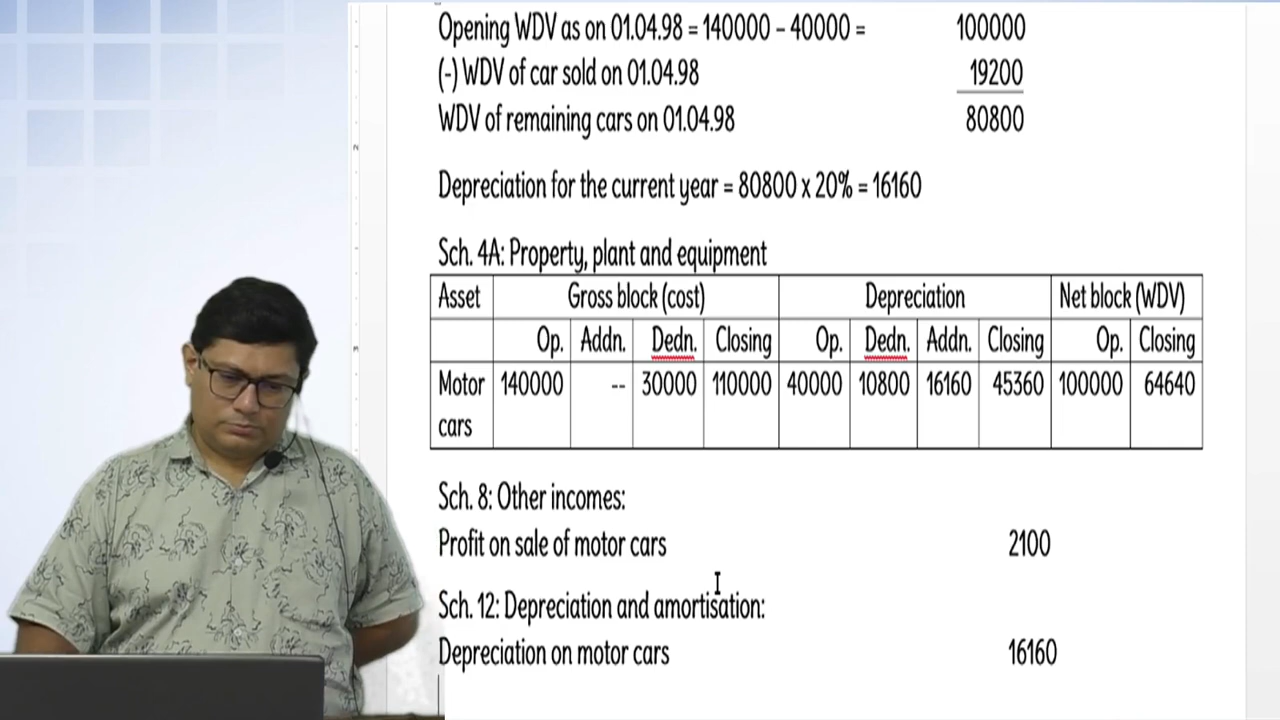 Opening WDV as on 01.04.98 = 140000 – 40000 = 100000
(-) WDV of car sold on 01.04.98 19200
WDV of remaining cars on 01.04.98 80800
Depreciation for the current year = 80800 x 20% = 16160
Sch. 4A: Property, plant and equipment
Asset Gross block (cost) Depreciation Net block (WDV)
Op. Addn. Dedn. Closing Op. Dedn. Addn. Closing Op. Closing
Motor 140000 -- 30000 110000 40000 10800 16160 45360 100000 64640
cars
Sch. 8: Other incomes:
Profit on sale of motor cars 2100
Sch. 12: Depreciation and amortisation:
Depreciation on motor cars 16160